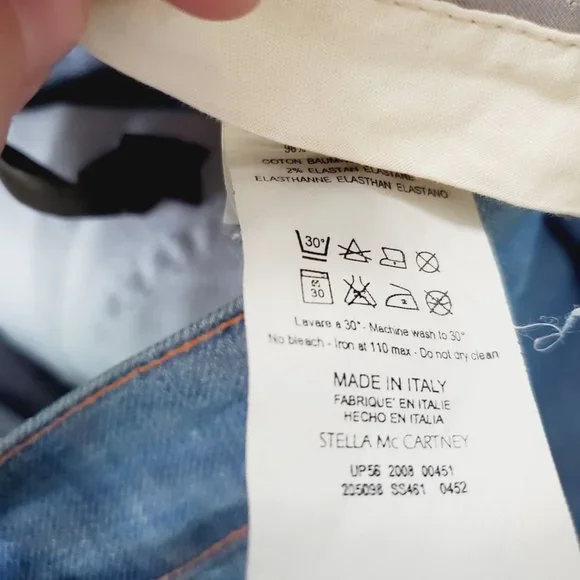 98%
COTON BAUM
2% ELASTAN ELASTANE
ELASTHANNE ELASTHAN ELASTANO
30°
30
Lavare a 30° - Machine wash to 30°
No bleach - Iron at 110 max - Do not dry clean
MADE IN ITALY
FABRIQUE' EN ITALIE
HECHO EN ITALIA
STELLA Mc CARTNEY
UP56 2008 00451
205098 SS461 0452